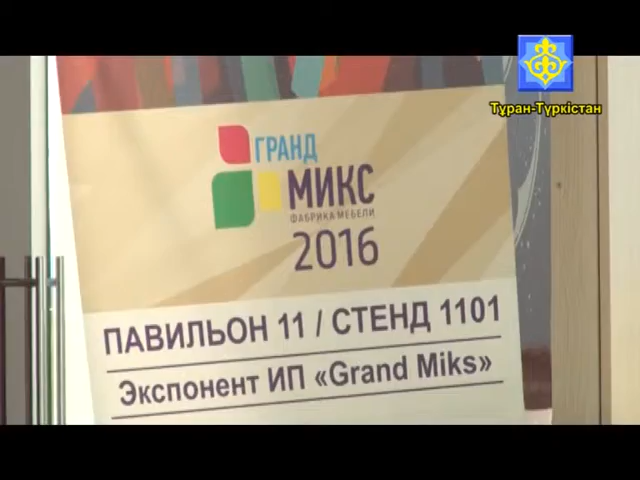 Тұран-Түркістан
ГРАНД
МИКС
ФАБРИКА МЕБЕЛИ
2016
ПАВИЛЬОН 11 / СТЕНД 1101
Экспонент ИП «Grand Miks»